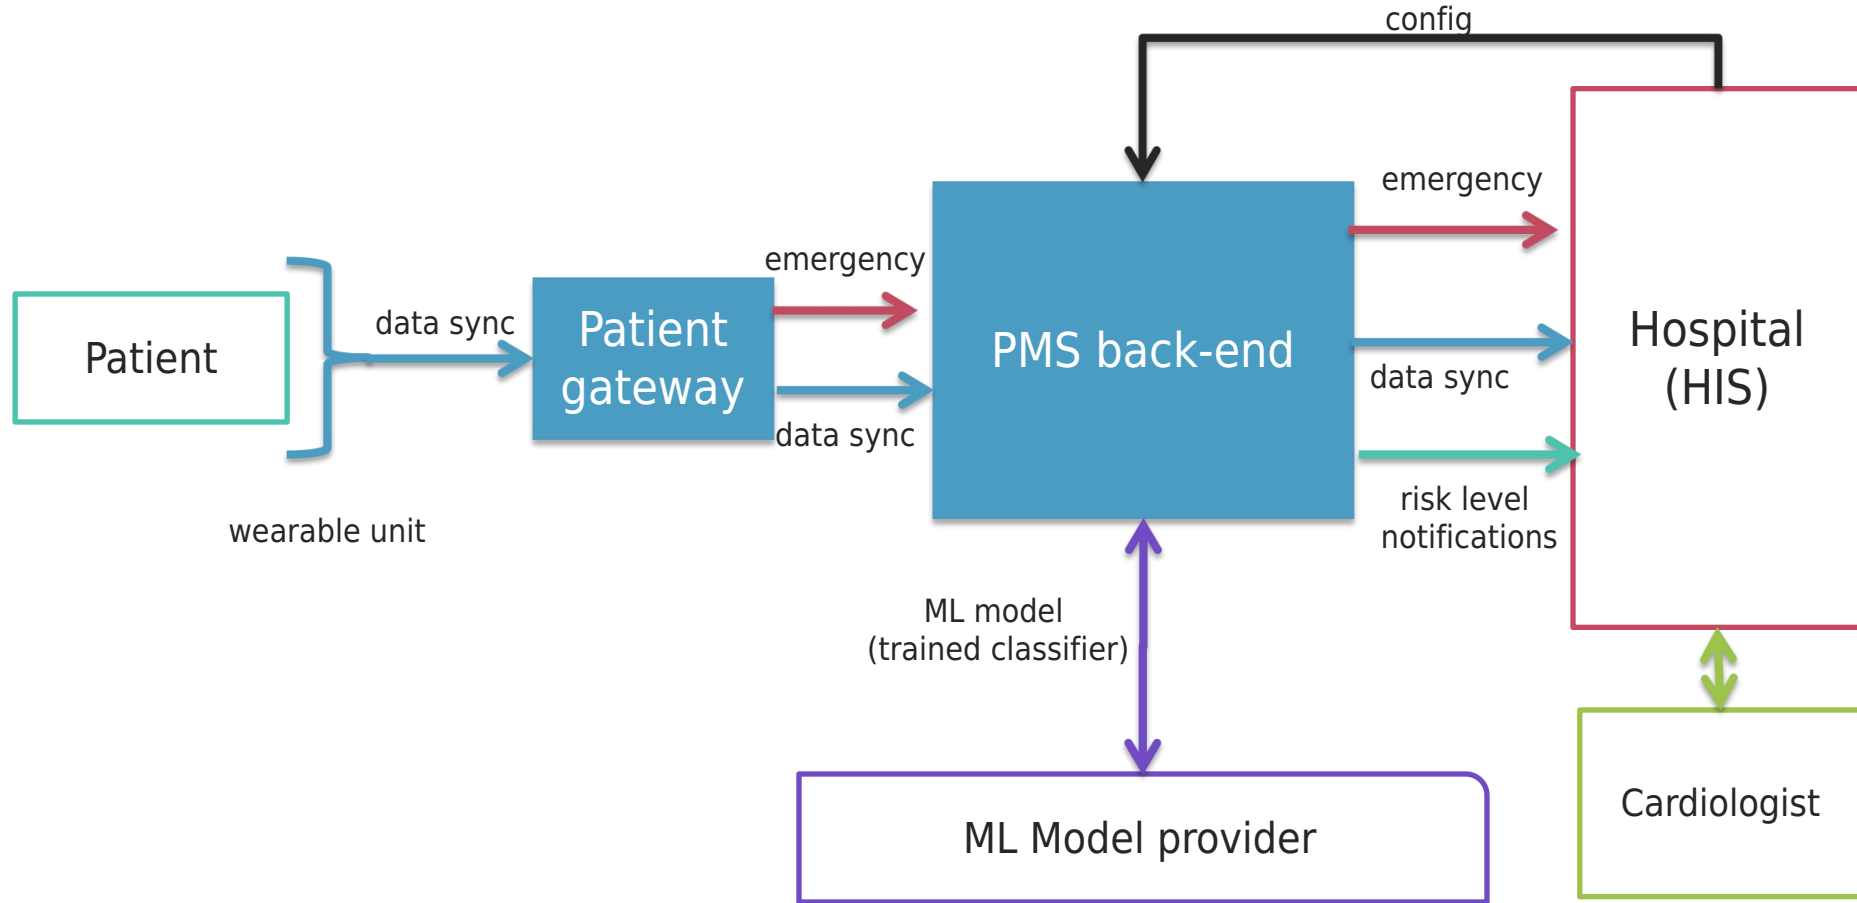 config
emergency
emergency
data sync
Patient
gateway
Patient
PMS back-end
Hospital
(HIS)
data sync
data sync
risk level
notifications
wearable unit
ML model
(trained classifier)
Cardiologist
ML Model provider